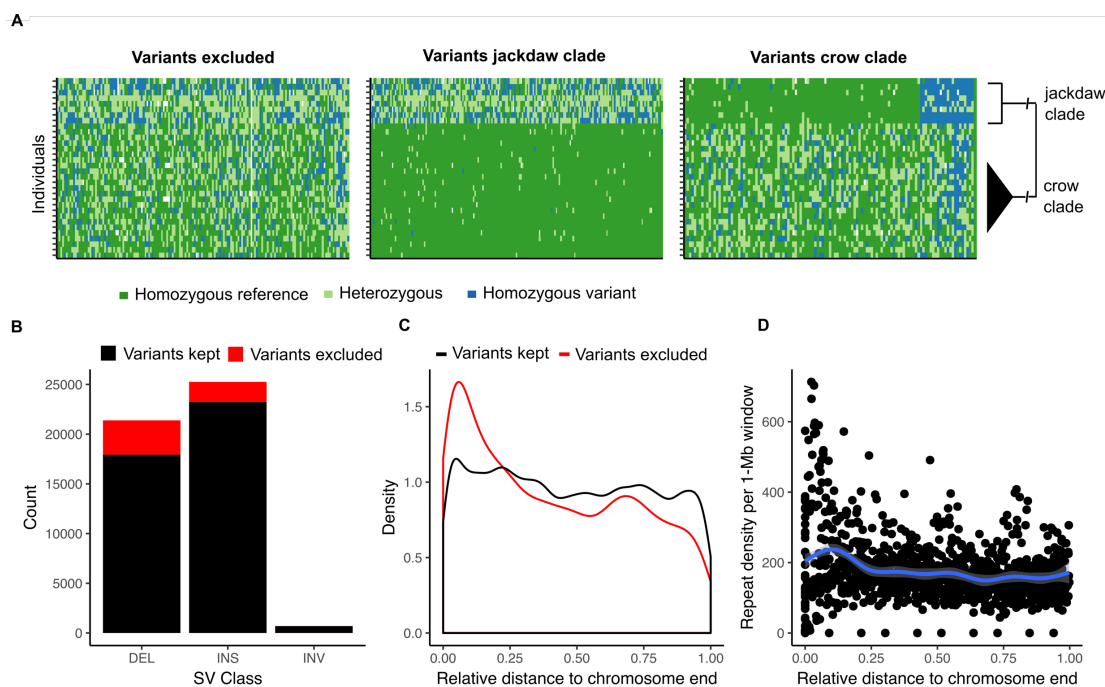 A
Variants excluded
Variants jackdaw clade
Variants crow clade
Individuals
jackdaw
clade
crow
clade
Homozygous reference
Heterozygous
Homozygous variant
B
Variants kept
Variants excluded
25000
20000
15000
10000
5000
0
Count
DEL
INS
INV
SV Class
C
Variants kept
Variants excluded
1.5
1.0
0.5
0.0
Density
0.00
0.25
0.50
0.75
1.00
Relative distance to chromosome end
D
600
400
200
0
Repeat density per 1-Mb window
0.00
0.25
0.50
0.75
1.00
Relative distance to chromosome end